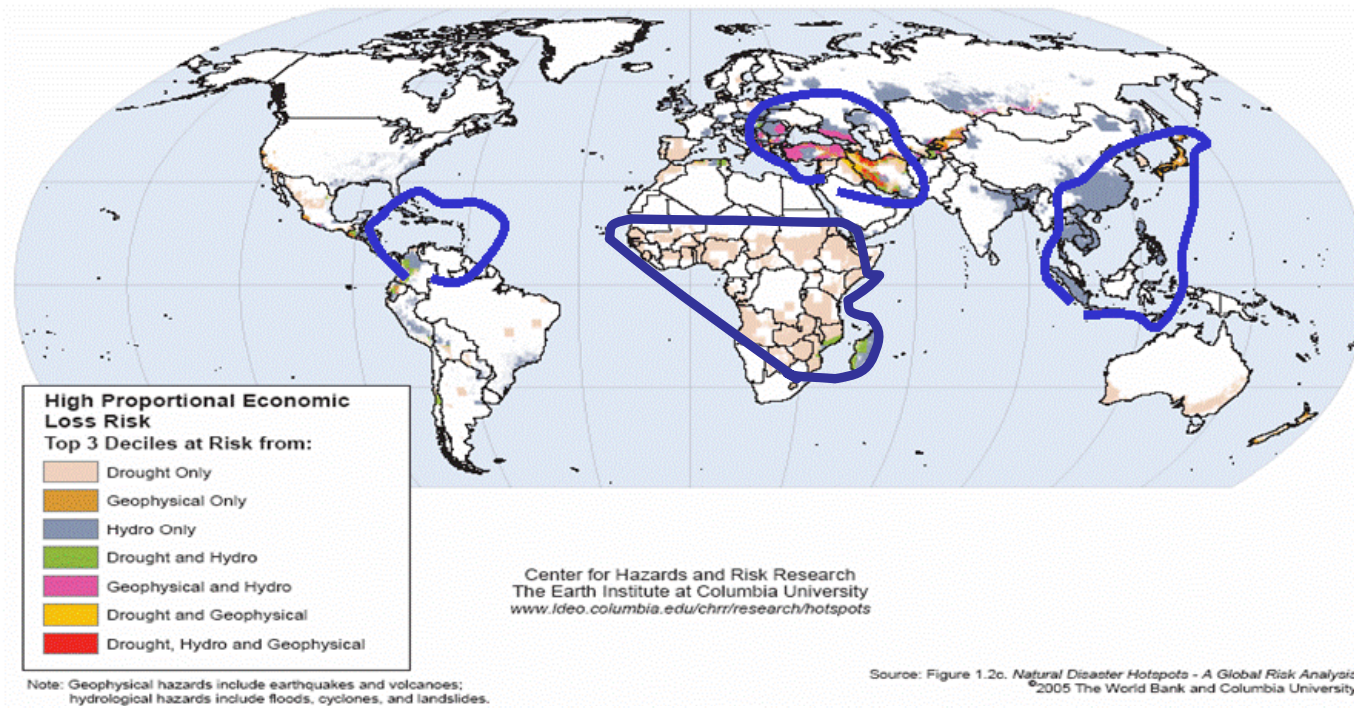 High Proportional Economic
Loss Risk
Top 3 Deciles at Risk from:
Drought Only
Geophysical Only
Hydro Only
Drought and Hydro
Geophysical and Hydro
Drought and Geophysical
Drought, Hydro and Geophysical
Note: Geophysical hazards include earthquakes and volcanoes;
hydrological hazards include floods, cyclones, and landslides.
Center for Hazards and Risk Research
The Earth Institute at Columbia University
www.ldeo.columbia.edu/chrr/research/hotspots
Source: Figure 1.2c. Natural Disaster Hotspots - A Global Risk Analysis
©2005 The World Bank and Columbia University